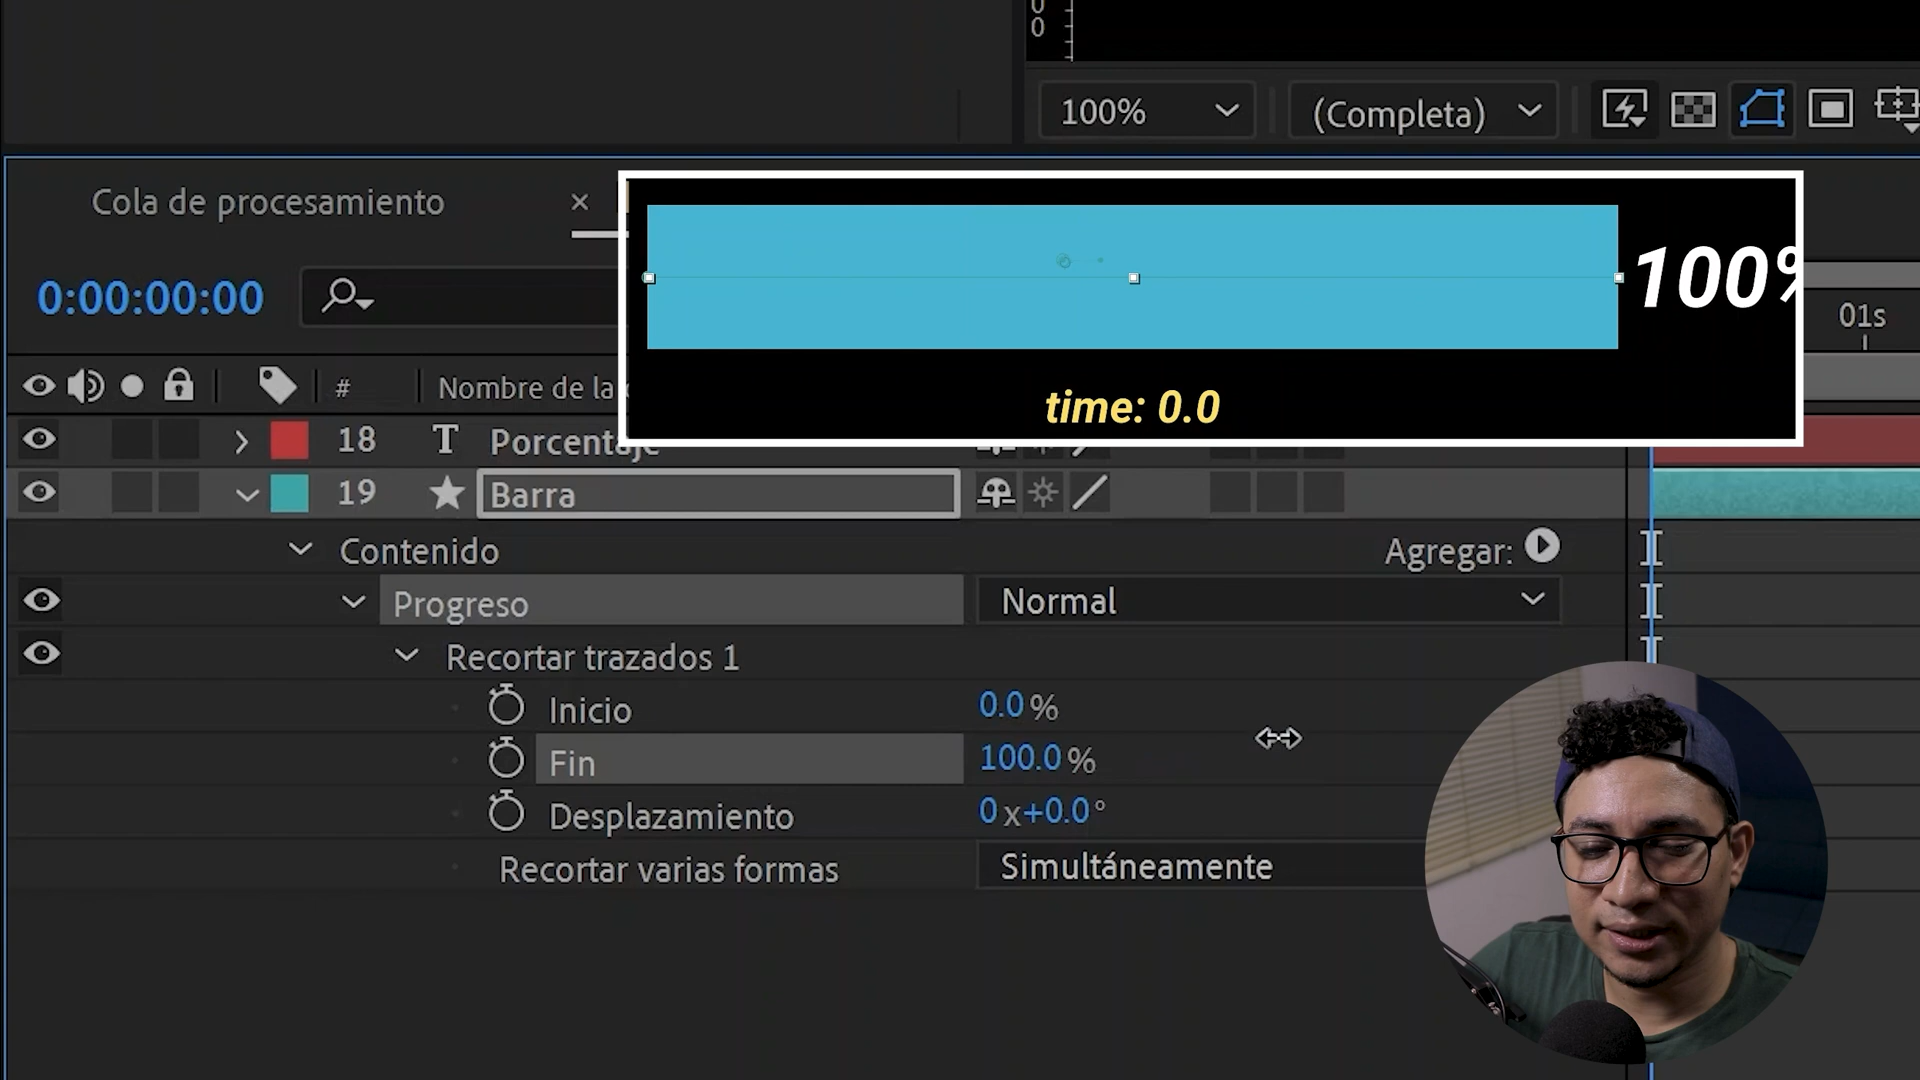 0
0
100%
(Completa)
Cola de procesamiento
×
100%
time: 0.0
0:00:00:00
01s
#
Nombre de la
18
T
Porcentaje
19
Barra
Contenido
Agregar:
Progreso
Normal
Recortar trazados 1
Inicio
0.0 %
Fin
100.0 %
Desplazamiento
0 x+0.0°
Recortar varias formas
Simultáneamente